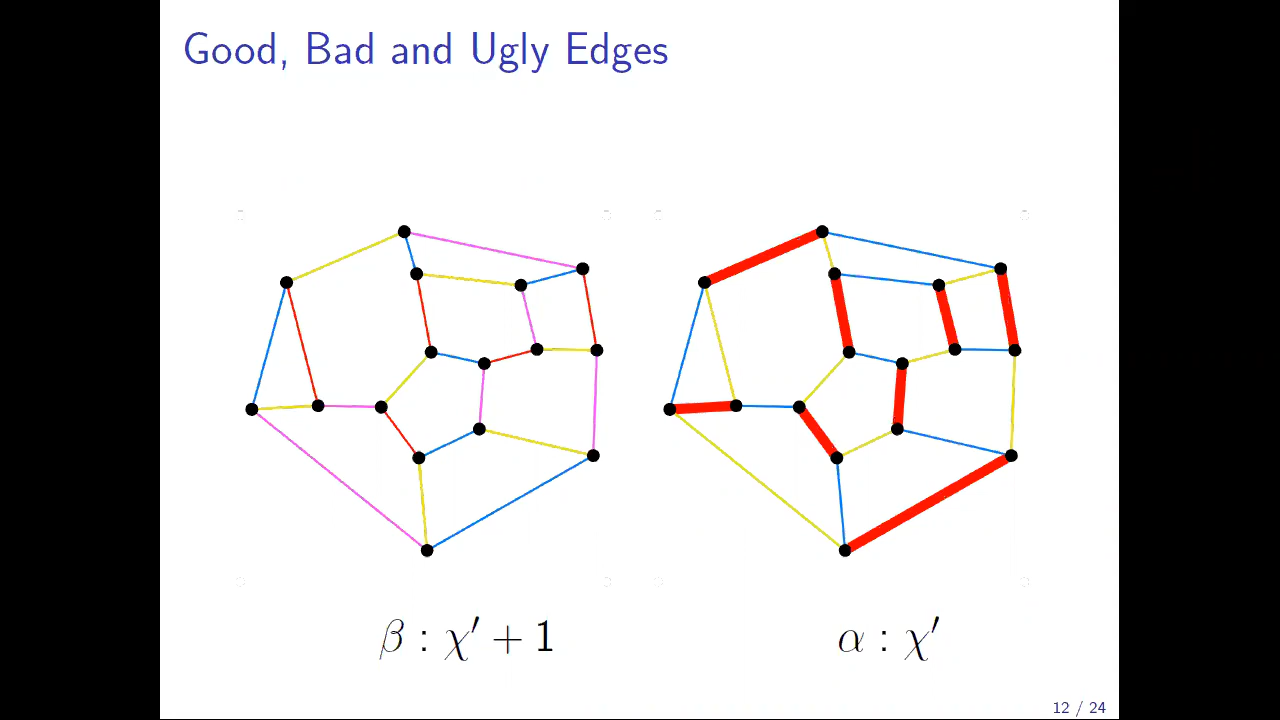 Good, Bad and Ugly Edges
β : χ′ + 1
α : χ′
12 / 24